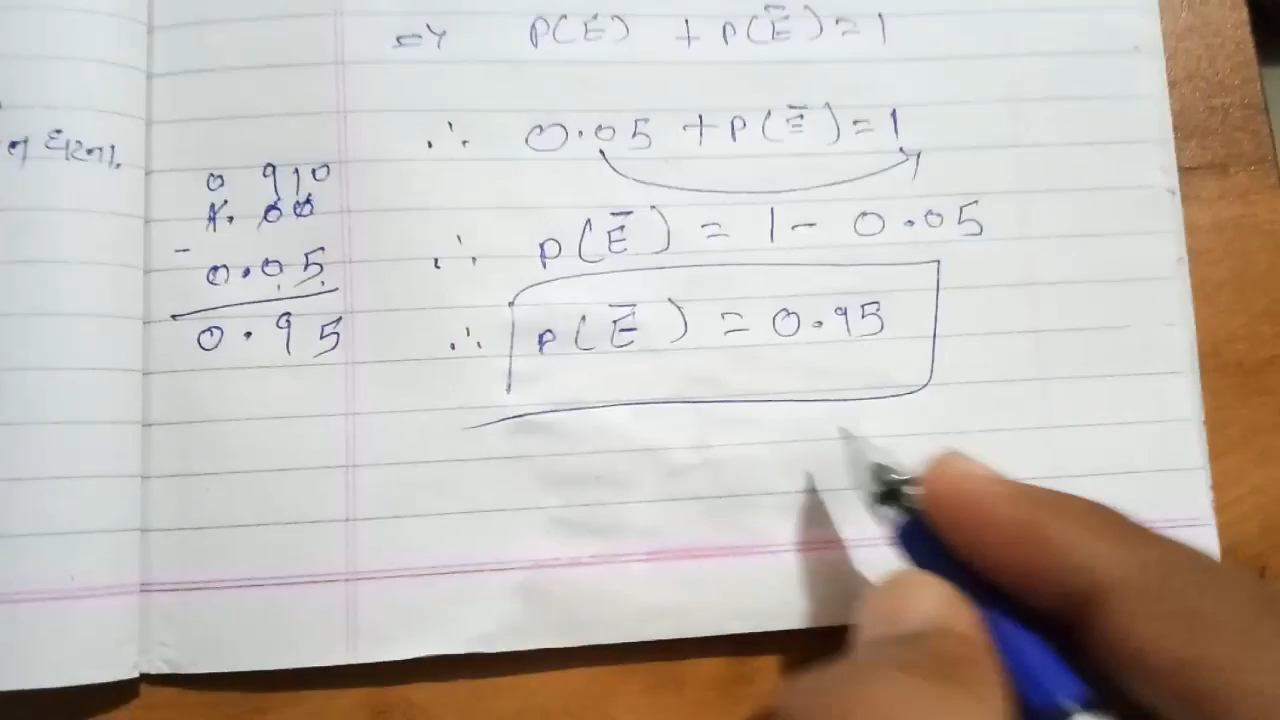 => P(E) + P(Ē) = 1
∴ 0.05 + P(Ē) = 1
∴ P(Ē) = 1 - 0.05
∴ P(Ē) = 0.95
0 9 10
1.00
- 0.05
0.95